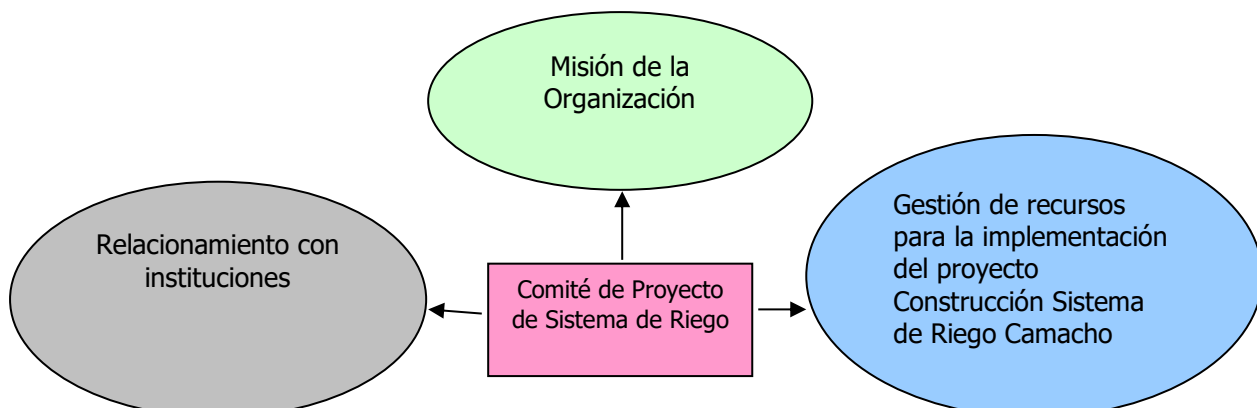 Misión de la
Organización
Relacionamiento con
instituciones
Comité de Proyecto
de Sistema de Riego
Gestión de recursos
para la implementación
del proyecto
Construcción Sistema
de Riego Camacho